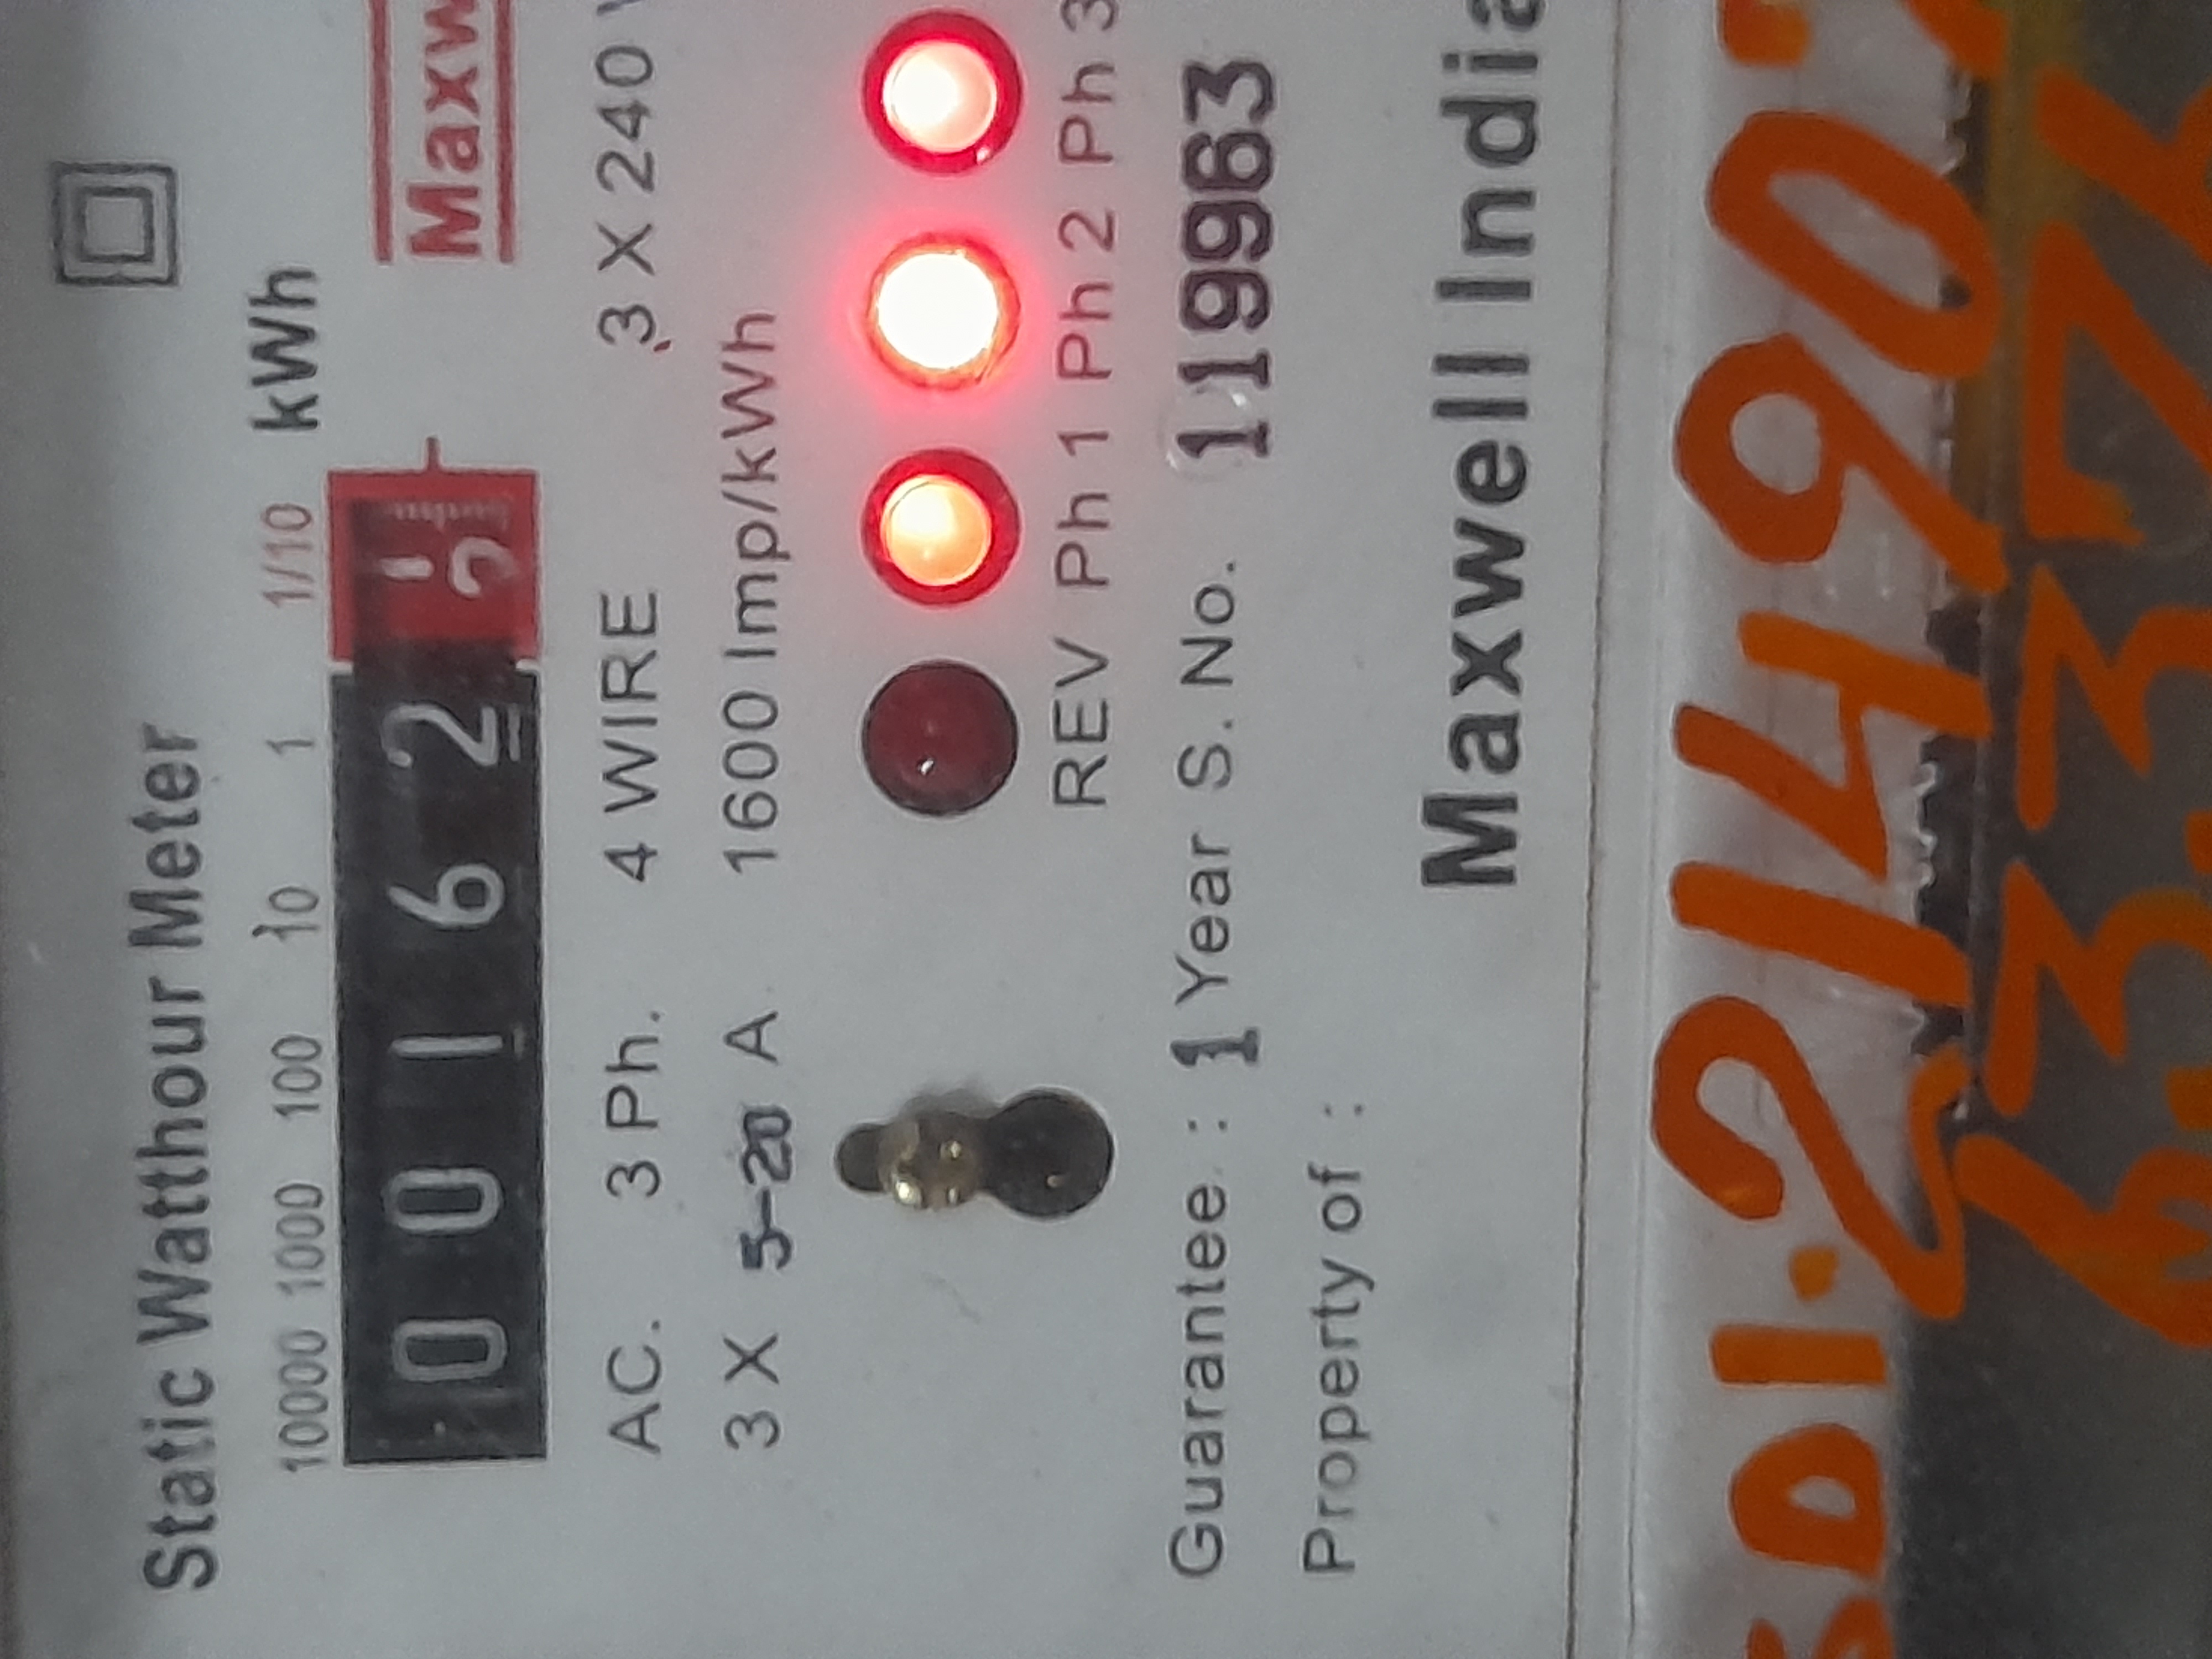 Static Watthour Meter
10000 1000 100 10 1 1/10 kWh
0 0 1 6 2 5
Maxw
AC. 3 Ph. 4 WIRE 3 X 240 V
3 X 5-20 A 1600 Imp/kWh
REV Ph 1 Ph 2 Ph 3
Guarantee : 1 Year S. No. 119963
Property of :
Maxwell India